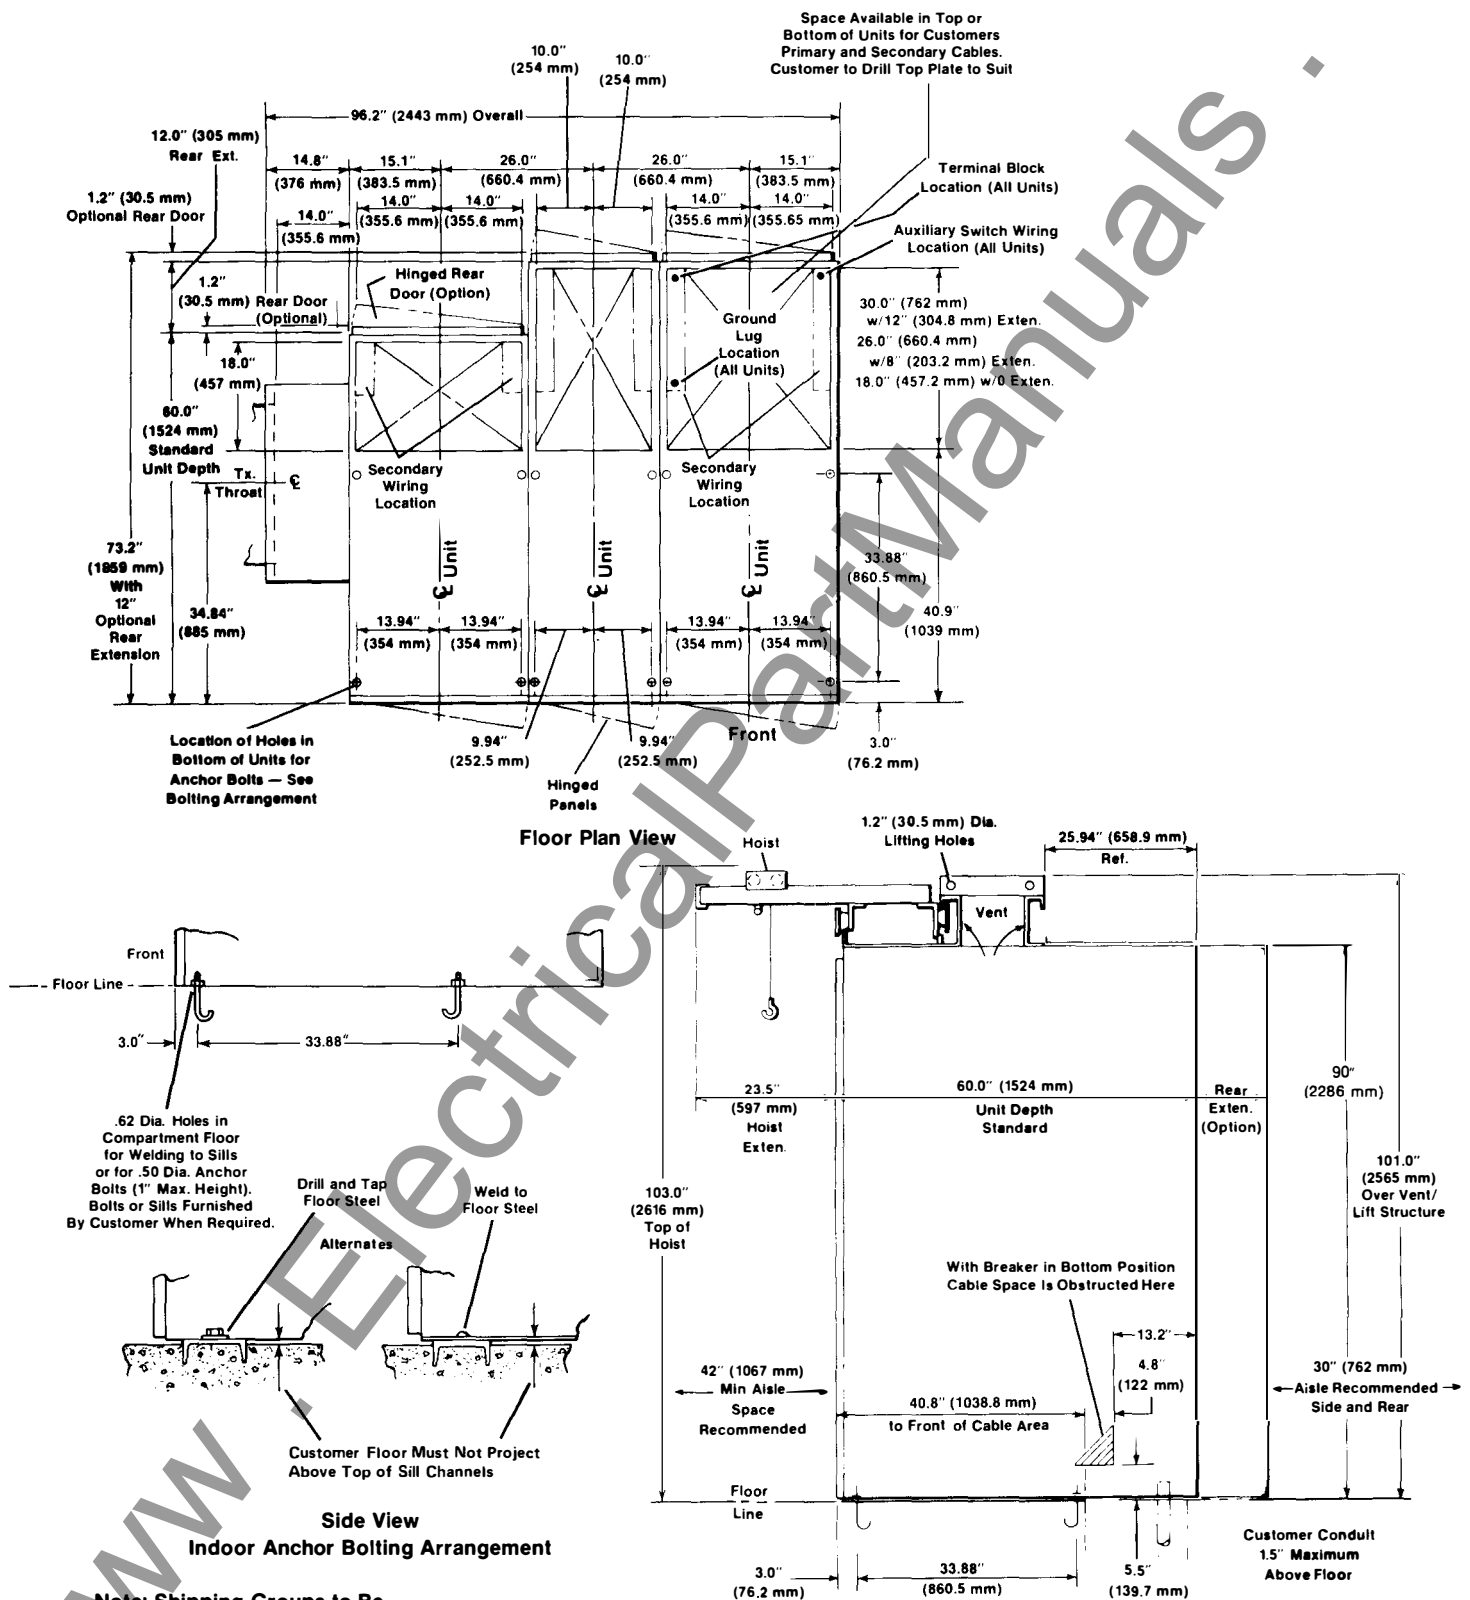 Space Available in Top or
Bottom of Units for Customers
Primary and Secondary Cables.
Customer to Drill Top Plate to Suit
10.0"
(254 mm)
10.0"
(254 mm)
96.2" (2443 mm) Overall
12.0" (305 mm)
Rear Ext.
14.8"
(376 mm)
15.1"
(383.5 mm)
26.0"
(660.4 mm)
26.0"
(660.4 mm)
15.1"
(383.5 mm)
Terminal Block
Location (All Units)
1.2" (30.5 mm)
Optional Rear Door
14.0"
(355.6 mm)
14.0"
(355.6 mm)
14.0"
(355.6 mm)
14.0"
(355.6 mm)
14.0"
(355.65 mm)
Auxiliary Switch Wiring
Location (All Units)
1.2"
(30.5 mm) Rear Door
(Optional)
Hinged Rear
Door (Option)
Ground
Lug
Location
(All Units)
30.0" (762 mm)
w/12" (304.8 mm) Exten.
26.0" (660.4 mm)
w/8" (203.2 mm) Exten.
18.0" (457.2 mm) w/0 Exten.
18.0"
(457 mm)
60.0"
(1524 mm)
Standard
Unit Depth
Tx.
Throat
℄
Secondary
Wiring
Location
Secondary
Wiring
Location
73.2"
(1859 mm)
With
12"
Optional
Rear
Extension
34.84"
(885 mm)
℄ Unit
℄ Unit
℄ Unit
33.88"
(860.5 mm)
40.9"
(1039 mm)
13.94"
(354 mm)
13.94"
(354 mm)
13.94"
(354 mm)
13.94"
(354 mm)
Location of Holes in
Bottom of Units for
Anchor Bolts — See
Bolting Arrangement
9.94"
(252.5 mm)
9.94"
(252.5 mm)
Hinged
Panels
Front
3.0"
(76.2 mm)
Floor Plan View
Hoist
1.2" (30.5 mm) Dia.
Lifting Holes
25.94" (658.9 mm)
Ref.
Vent
Front
Floor Line
3.0"
33.88"
.62 Dia. Holes in
Compartment Floor
for Welding to Sills
or for .50 Dia. Anchor
Bolts (1" Max. Height).
Bolts or Sills Furnished
By Customer When Required.
Drill and Tap
Floor Steel
Weld to
Floor Steel
Alternates
Customer Floor Must Not Project
Above Top of Sill Channels
Side View
Indoor Anchor Bolting Arrangement
Note: Shipping Groups to Be
23.5"
(597 mm)
Hoist
Exten.
60.0" (1524 mm)
Unit Depth
Standard
Rear
Exten.
(Option)
90"
(2286 mm)
103.0"
(2616 mm)
Top of
Hoist
101.0"
(2565 mm)
Over Vent/
Lift Structure
With Breaker in Bottom Position
Cable Space Is Obstructed Here
13.2"
4.8"
(122 mm)
42" (1067 mm)
Min Aisle
Space
Recommended
40.8" (1038.8 mm)
to Front of Cable Area
30" (762 mm)
Aisle Recommended
Side and Rear
Floor
Line
3.0"
(76.2 mm)
33.88"
(860.5 mm)
5.5"
(139.7 mm)
Customer Conduit
1.5" Maximum
Above Floor
ww . ElectricalPartManuals .